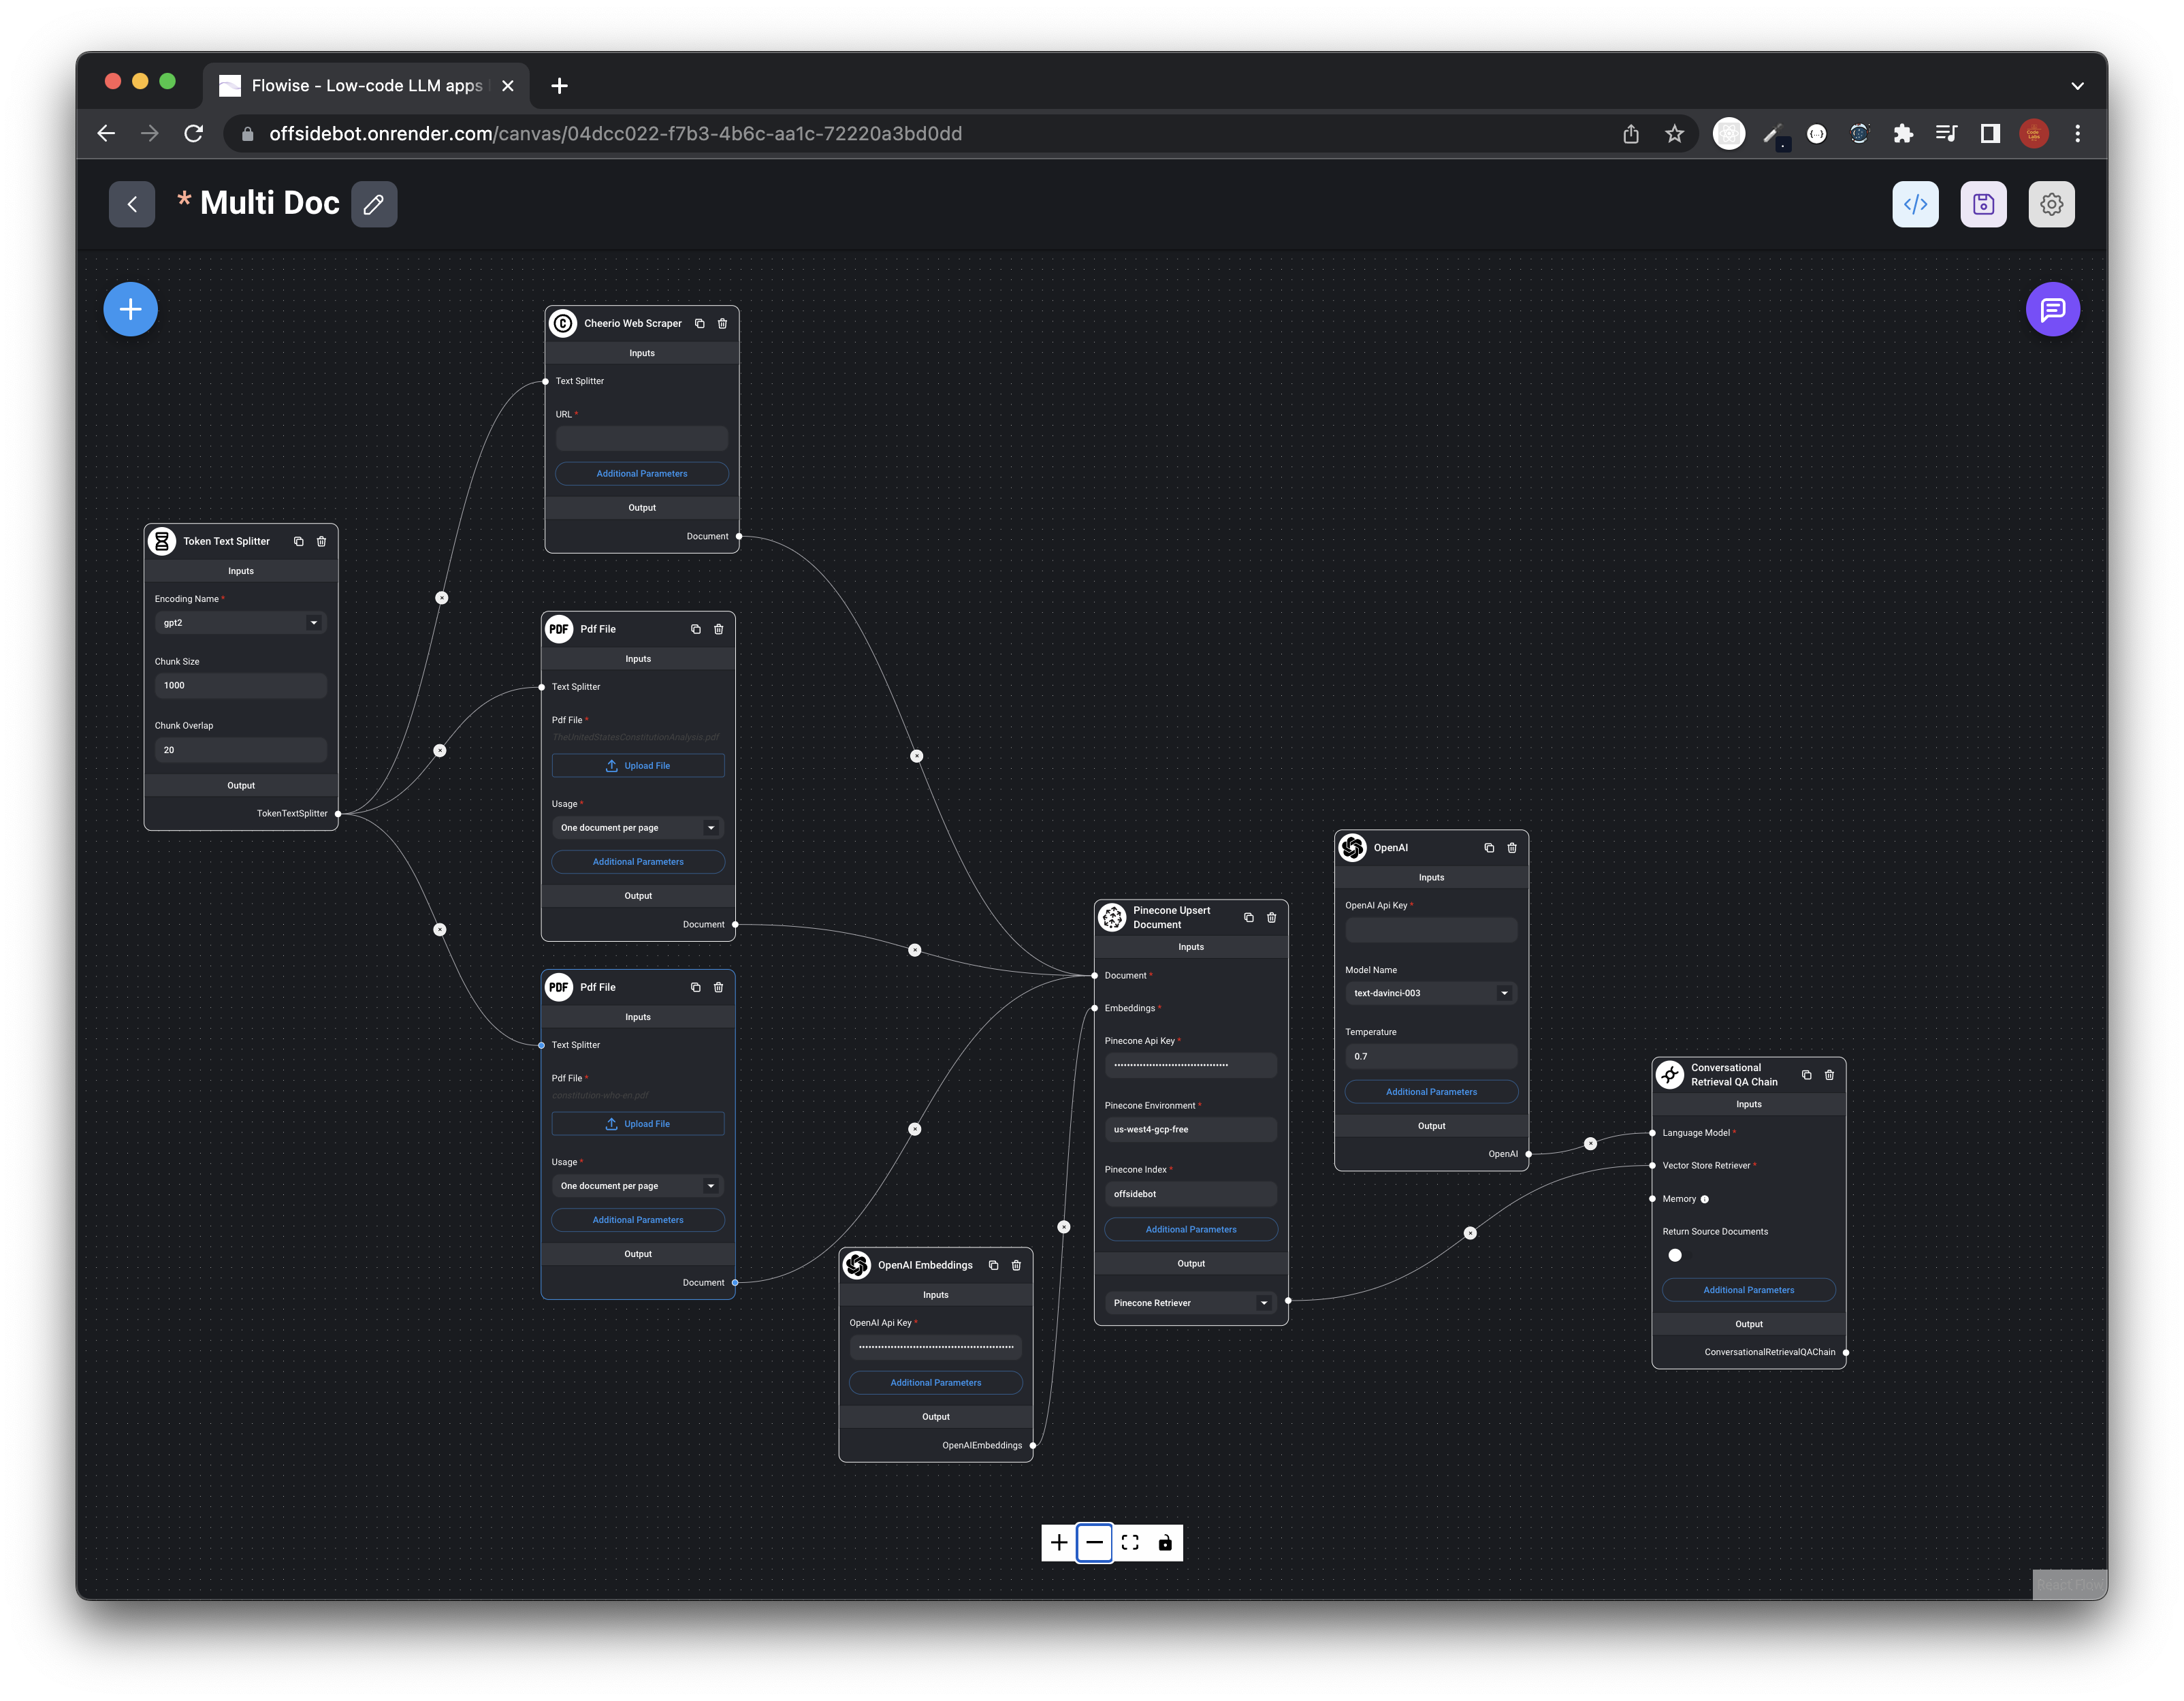 Flowise - Low-code LLM apps
offsidebot.onrender.com/canvas/04dcc022-f7b3-4b6c-aa1c-72220a3bd0dd
* Multi Doc
Cheerio Web Scraper
Inputs
Text Splitter
URL *
Additional Parameters
Output
Document
Token Text Splitter
Inputs
Encoding Name *
gpt2
Chunk Size
1000
Chunk Overlap
20
Output
TokenTextSplitter
PDF Pdf File
Inputs
Text Splitter
Pdf File *
TheUnitedStatesConstitutionAnalysis.pdf
Upload File
Usage *
One document per page
Additional Parameters
Output
Document
PDF Pdf File
Inputs
Text Splitter
Pdf File *
constitution-who-en.pdf
Upload File
Usage *
One document per page
Additional Parameters
Output
Document
OpenAI Embeddings
Inputs
OpenAI Api Key *
Additional Parameters
Output
OpenAIEmbeddings
Pinecone Upsert
Document
Inputs
Document *
Embeddings *
Pinecone Api Key *
Pinecone Environment *
us-west4-gcp-free
Pinecone Index *
offsidebot
Additional Parameters
Output
Pinecone Retriever
OpenAI
Inputs
OpenAI Api Key *
Model Name
text-davinci-003
Temperature
0.7
Additional Parameters
Output
OpenAI
Conversational
Retrieval QA Chain
Inputs
Language Model *
Vector Store Retriever *
Memory
Return Source Documents
Additional Parameters
Output
ConversationalRetrievalQAChain
React Flow